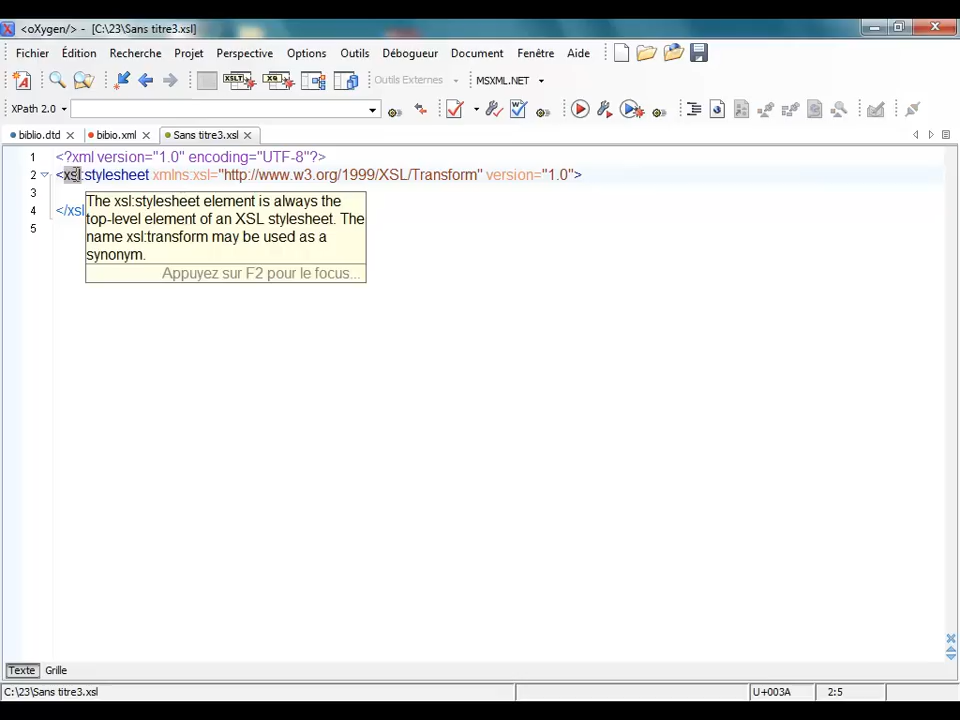 <oXygen/> - [C:\23\Sans titre3.xsl]
Fichier Édition Recherche Projet Perspective Options Outils Débogueur Document Fenêtre Aide
XSLT XQ Outils Externes MSXML.NET
XPath 2.0
biblio.dtd bibio.xml Sans titre3.xsl
1 <?xml version="1.0" encoding="UTF-8"?>
2 <xsl:stylesheet xmlns:xsl="http://www.w3.org/1999/XSL/Transform" version="1.0">
3
4 </xsl
5
The xsl:stylesheet element is always the
top-level element of an XSL stylesheet. The
name xsl:transform may be used as a
synonym.
Appuyez sur F2 pour le focus...
Texte Grille
C:\23\Sans titre3.xsl U+003A 2:5